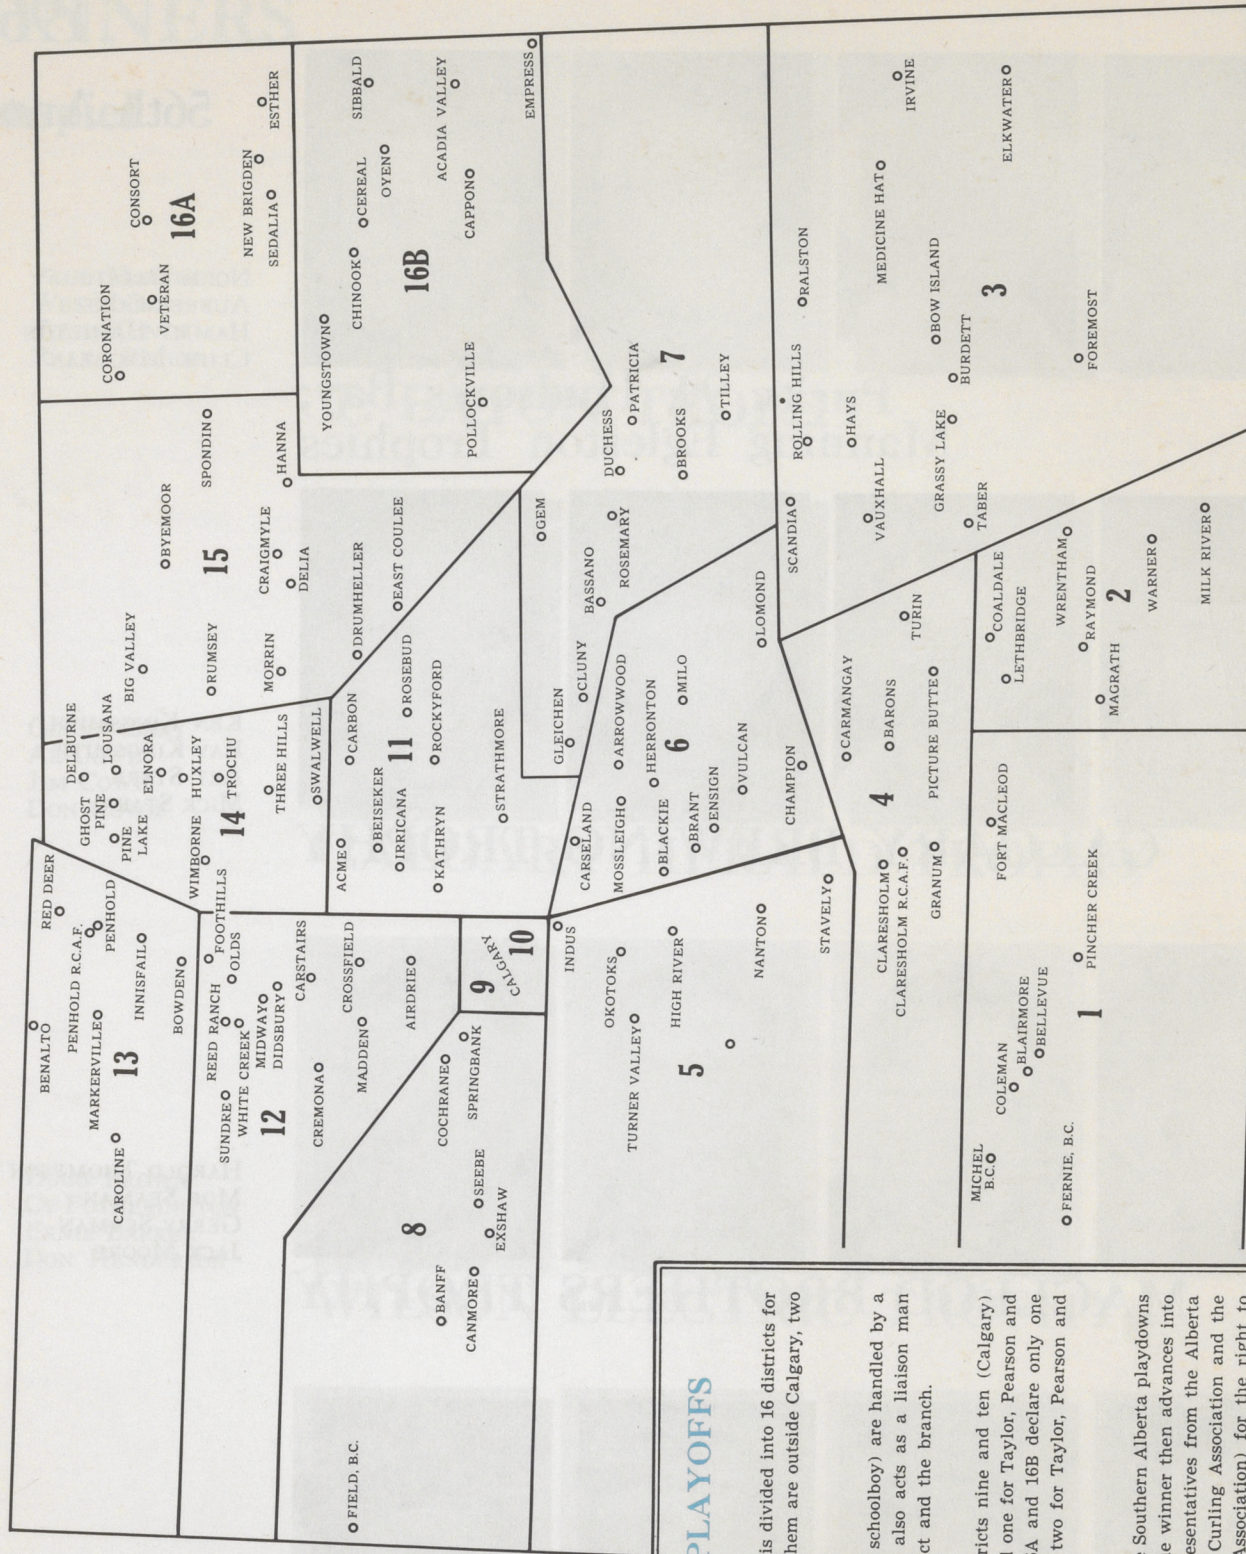 FIELD, B.C.
BANFF
CANMORE
EXSHAW
SEEBE
8
COCHRANE
SPRINGBANK
BENALTO
RED DEER
PENHOLD R.C.A.F.
PENHOLD
MARKERVILLE
INNISFAIL
CAROLINE
13
BOWDEN
FOOTHILLS
OLDS
REED RANCH
SUNDRE
WHITE CREEK
MIDWAY
DIDSBURY
12
CARSTAIRS
CREMONA
CROSSFIELD
MADDEN
AIRDRIE
9
CALGARY
10
DELBURNE
GHOST
PINE
LOUSANA
PINE
LAKE
ELNORA
HUXLEY
WIMBORNE
TROCHU
14
THREE HILLS
SWALWELL
BIG VALLEY
BYEMOOR
SPONDIN
RUMSEY
15
CRAIGMYLE
HANNA
DELIA
MORRIN
DRUMHELLER
EAST COULEE
CORONATION
VETERAN
CONSORT
16A
NEW BRIGDEN
SEDALIA
ESTHER
YOUNGSTOWN
CHINOOK
CEREAL
SIBBALD
OYEN
16B
ACADIA VALLEY
CAPPON
POLLOCKVILLE
EMPRESS
ACME
CARBON
BEISEKER
IRRICANA
11
ROSEBUD
KATHRYN
ROCKYFORD
STRATHMORE
GEM
GLEICHEN
CLUNY
BASSANO
ROSEMARY
DUCHESS
PATRICIA
7
BROOKS
TILLEY
CARSELAND
ARROWWOOD
MOSSLEIGH
HERRONTON
BLACKIE
6
MILO
BRANT
ENSIGN
VULCAN
LOMOND
CHAMPION
INDUS
OKOTOKS
TURNER VALLEY
HIGH RIVER
5
NANTON
STAVELY
SCANDIA
ROLLING HILLS
RALSTON
HAYS
VAUXHALL
MEDICINE HAT
IRVINE
GRASSY LAKE
BOW ISLAND
BURDETT
TABER
3
ELKWATER
FOREMOST
CARMANGAY
CLARESHOLM
BARONS
4
CLARESHOLM R.C.A.F.
TURIN
GRANUM
PICTURE BUTTE
COALDALE
LETHBRIDGE
WRENTHAM
RAYMOND
MAGRATH
2
WARNER
MILK RIVER
FORT MACLEOD
PINCHER CREEK
COLEMAN
BLAIRMORE
BELLEVUE
1
MICHEL
B.C.
FERNIE, B.C.
PLAYOFFS
is divided into 16 districts for
hem are outside Calgary, two
schoolboy) are handled by a
also acts as a liaison man
ct and the branch.
ricts nine and ten (Calgary)
one for Taylor, Pearson and
6A and 16B declare only one
two for Taylor, Pearson and
Southern Alberta playdowns
e winner then advances into
esentatives from the Alberta
Curling Association and the
Association) for the right to